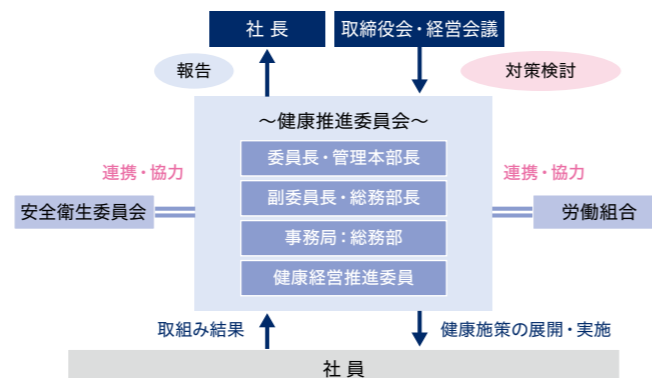 社長
取締役会・経営会議
報告
対策検討
～健康推進委員会～
委員長・管理本部長
連携・協力
連携・協力
副委員長・総務部長
安全衛生委員会
労働組合
事務局：総務部
健康経営推進委員
取組み結果
健康施策の展開・実施
社員